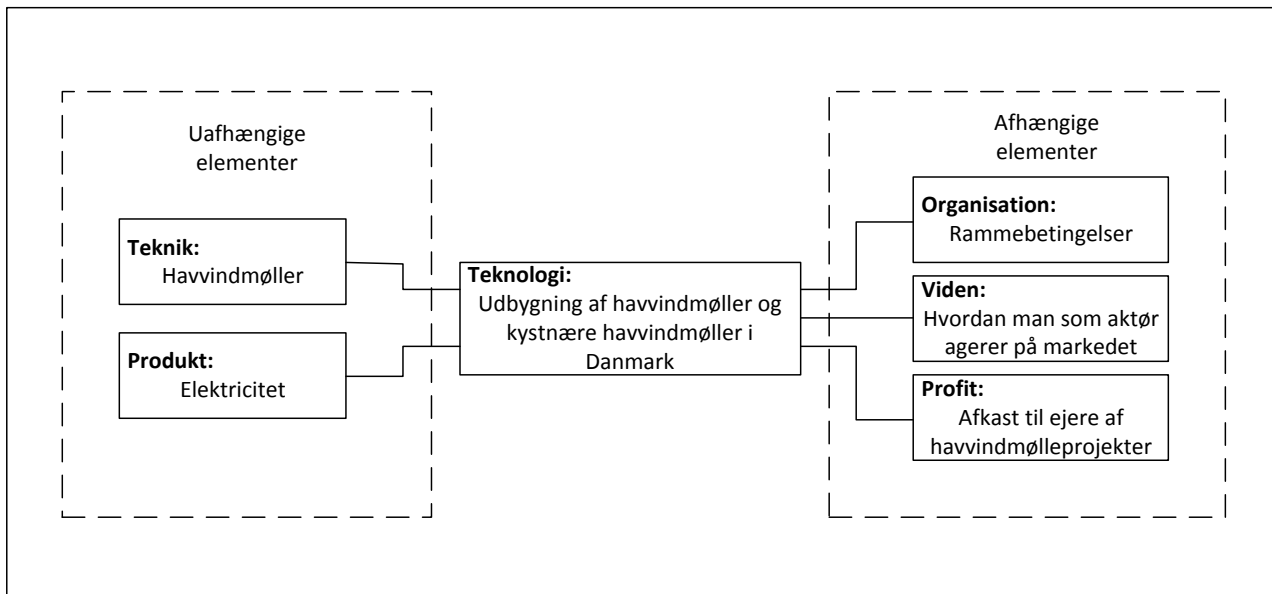 Uafhængige
elementer
Teknik:
Havvindmøller
Produkt:
Elektricitet
Teknologi:
Udbygning af havvindmøller og
kystnære havvindmøller i
Danmark
Afhængige
elementer
Organisation:
Rammebetingelser
Viden:
Hvordan man som aktør
agerer på markedet
Profit:
Afkast til ejere af
havvindmølleprojekter